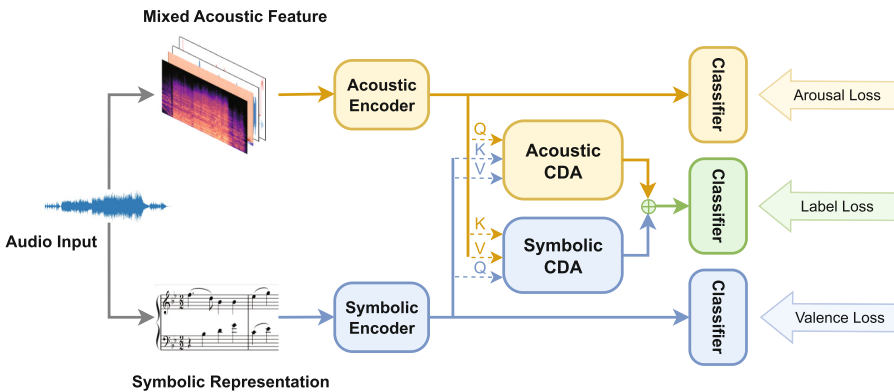 Mixed Acoustic Feature
Acoustic
Encoder
Classifier
Arousal Loss
Q
K
V
Acoustic
CDA
Classifier
Label Loss
Audio Input
K
V
Q
Symbolic
CDA
Symbolic
Encoder
Classifier
Valence Loss
Symbolic Representation